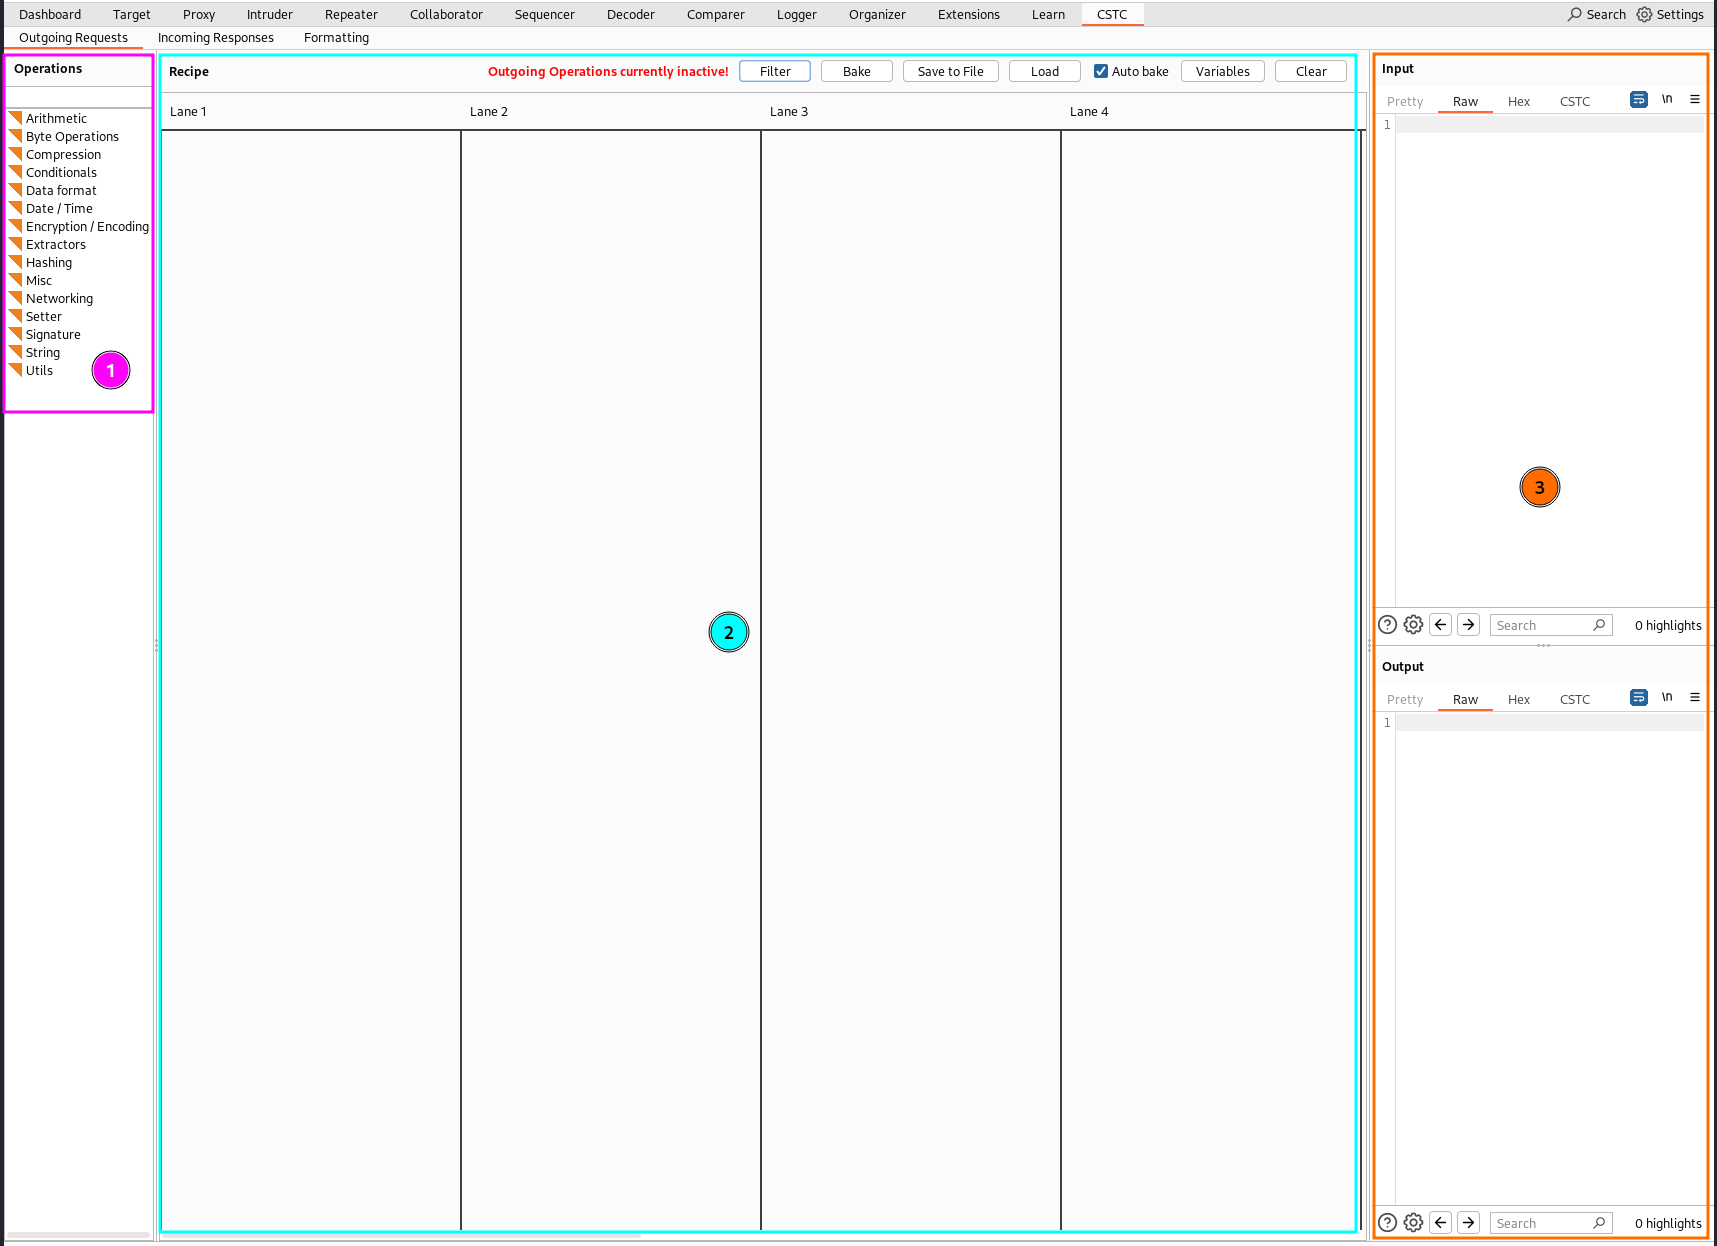 Dashboard Target Proxy Intruder Repeater Collaborator Sequencer Decoder Comparer Logger Organizer Extensions Learn CSTC Search Settings
Outgoing Requests Incoming Responses Formatting
Operations
Arithmetic
Byte Operations
Compression
Conditionals
Data format
Date / Time
Encryption / Encoding
Extractors
Hashing
Misc
Networking
Setter
Signature
String
Utils
1
Recipe Outgoing Operations currently inactive! Filter Bake Save to File Load Auto bake Variables Clear
Lane 1 Lane 2 Lane 3 Lane 4
2
Input
Pretty Raw Hex CSTC \n
1
3
Search 0 highlights
Output
Pretty Raw Hex CSTC \n
1
Search 0 highlights